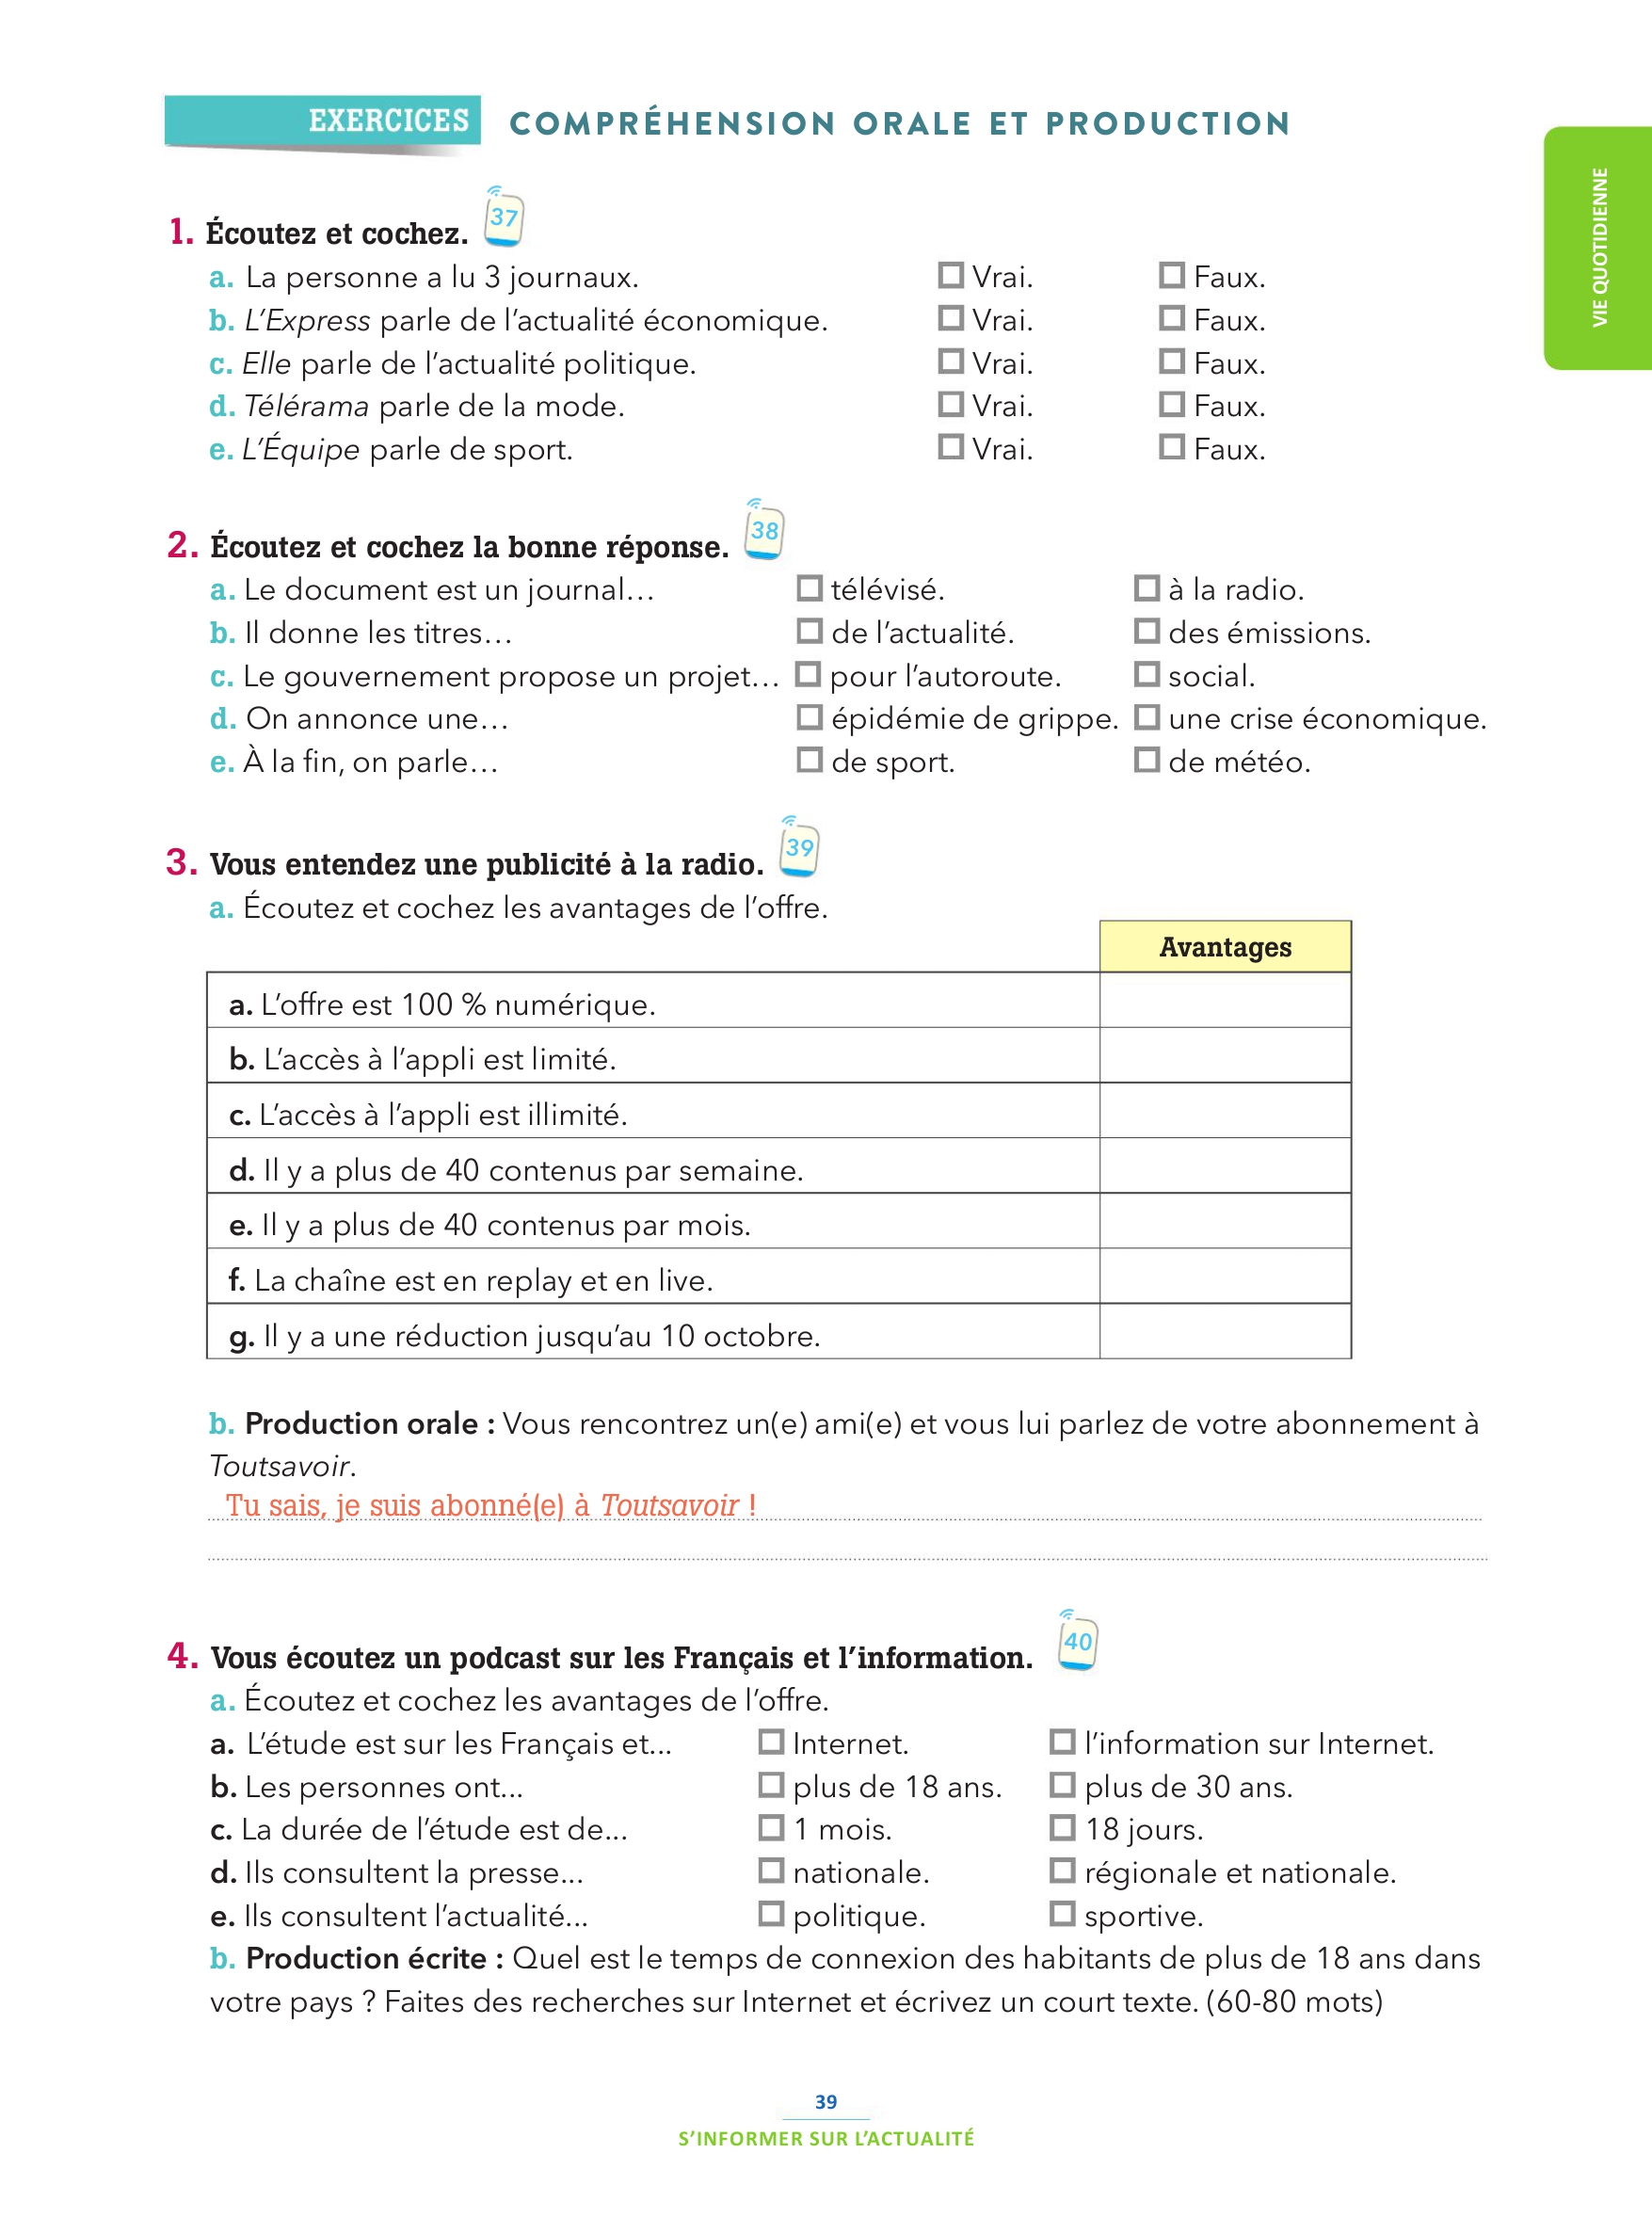 EXERCICES COMPRÉHENSION ORALE ET PRODUCTION
VIE QUOTIDIENNE
1. Écoutez et cochez. 37
a. La personne a lu 3 journaux. ☐ Vrai. ☐ Faux.
b. L’Express parle de l’actualité économique. ☐ Vrai. ☐ Faux.
c. Elle parle de l’actualité politique. ☐ Vrai. ☐ Faux.
d. Télérama parle de la mode. ☐ Vrai. ☐ Faux.
e. L’Équipe parle de sport. ☐ Vrai. ☐ Faux.
2. Écoutez et cochez la bonne réponse. 38
a. Le document est un journal… ☐ télévisé. ☐ à la radio.
b. Il donne les titres… ☐ de l’actualité. ☐ des émissions.
c. Le gouvernement propose un projet… ☐ pour l’autoroute. ☐ social.
d. On annonce une… ☐ épidémie de grippe. ☐ une crise économique.
e. À la fin, on parle… ☐ de sport. ☐ de météo.
3. Vous entendez une publicité à la radio. 39
a. Écoutez et cochez les avantages de l’offre.
Avantages
a. L’offre est 100 % numérique.
b. L’accès à l’appli est limité.
c. L’accès à l’appli est illimité.
d. Il y a plus de 40 contenus par semaine.
e. Il y a plus de 40 contenus par mois.
f. La chaîne est en replay et en live.
g. Il y a une réduction jusqu’au 10 octobre.
b. Production orale : Vous rencontrez un(e) ami(e) et vous lui parlez de votre abonnement à
Toutsavoir.
Tu sais, je suis abonné(e) à Toutsavoir !
4. Vous écoutez un podcast sur les Français et l’information. 40
a. Écoutez et cochez les avantages de l’offre.
a. L’étude est sur les Français et... ☐ Internet. ☐ l’information sur Internet.
b. Les personnes ont... ☐ plus de 18 ans. ☐ plus de 30 ans.
c. La durée de l’étude est de... ☐ 1 mois. ☐ 18 jours.
d. Ils consultent la presse... ☐ nationale. ☐ régionale et nationale.
e. Ils consultent l’actualité... ☐ politique. ☐ sportive.
b. Production écrite : Quel est le temps de connexion des habitants de plus de 18 ans dans
votre pays ? Faites des recherches sur Internet et écrivez un court texte. (60-80 mots)
39
S’INFORMER SUR L’ACTUALITÉ